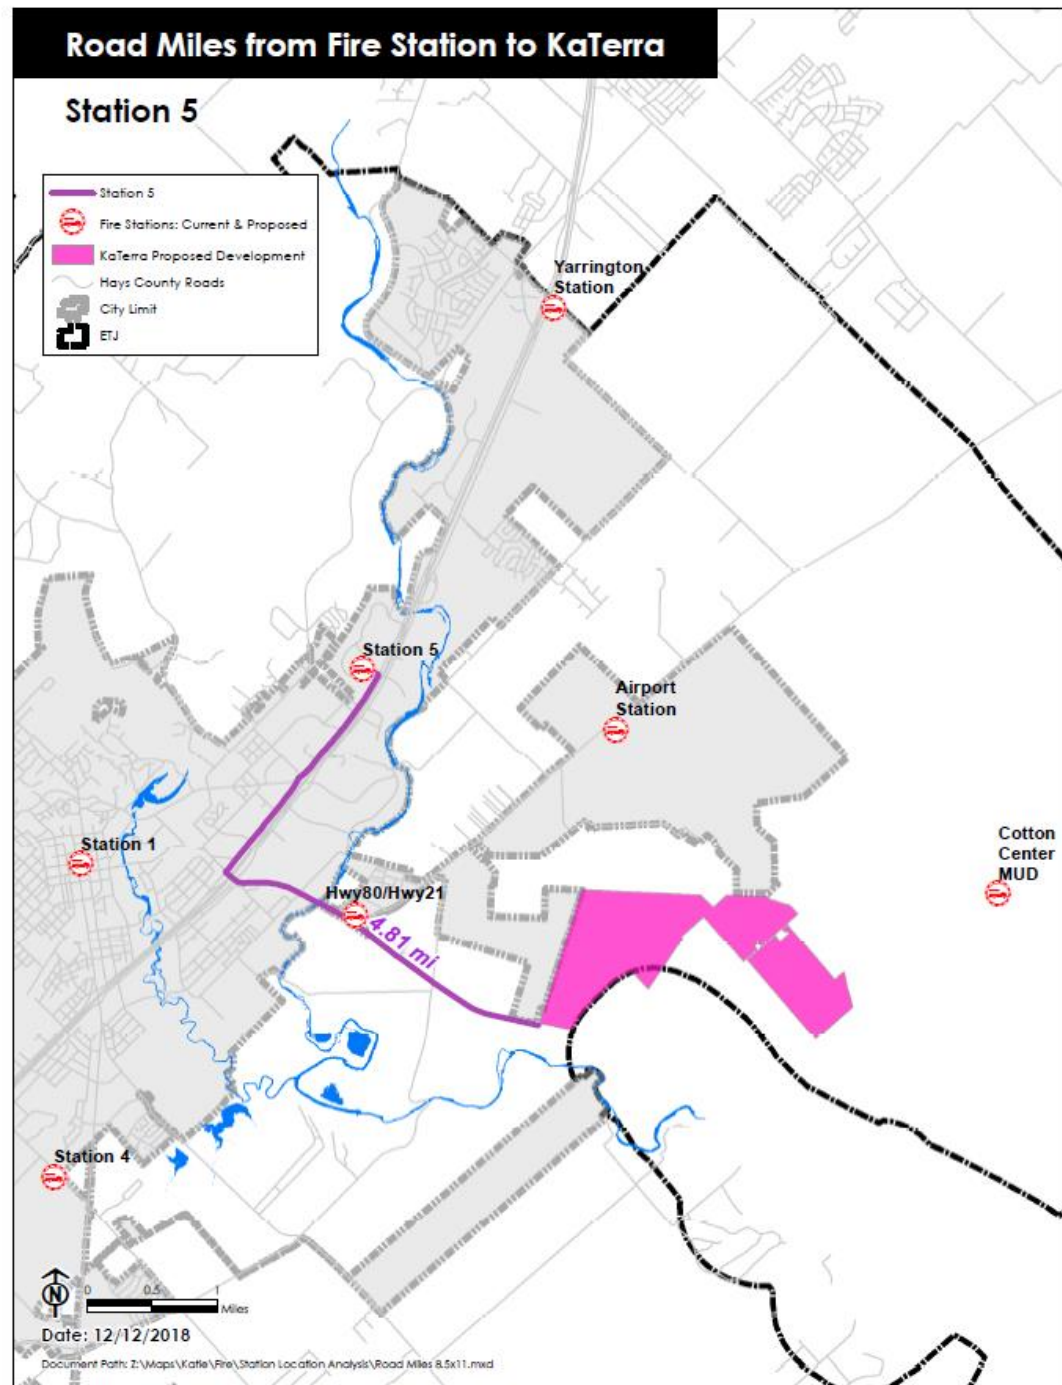 Road Miles from Fire Station to KaTerra
Station 5
Station 5
Fire Stations: Current & Proposed
KaTerra Proposed Development
Hays County Roads
City Limit
ETJ
Yarrington
Station
Station 5
Airport
Station
Station 1
Cotton
Center
MUD
Hwy80/Hwy21
4.81 mi
Station 4
N
0 0.5 1
Miles
Date: 12/12/2018
Document Path: Z:\Maps\Katie\Fire\Station Location Analysis\Road Miles 8.5x11.mxd